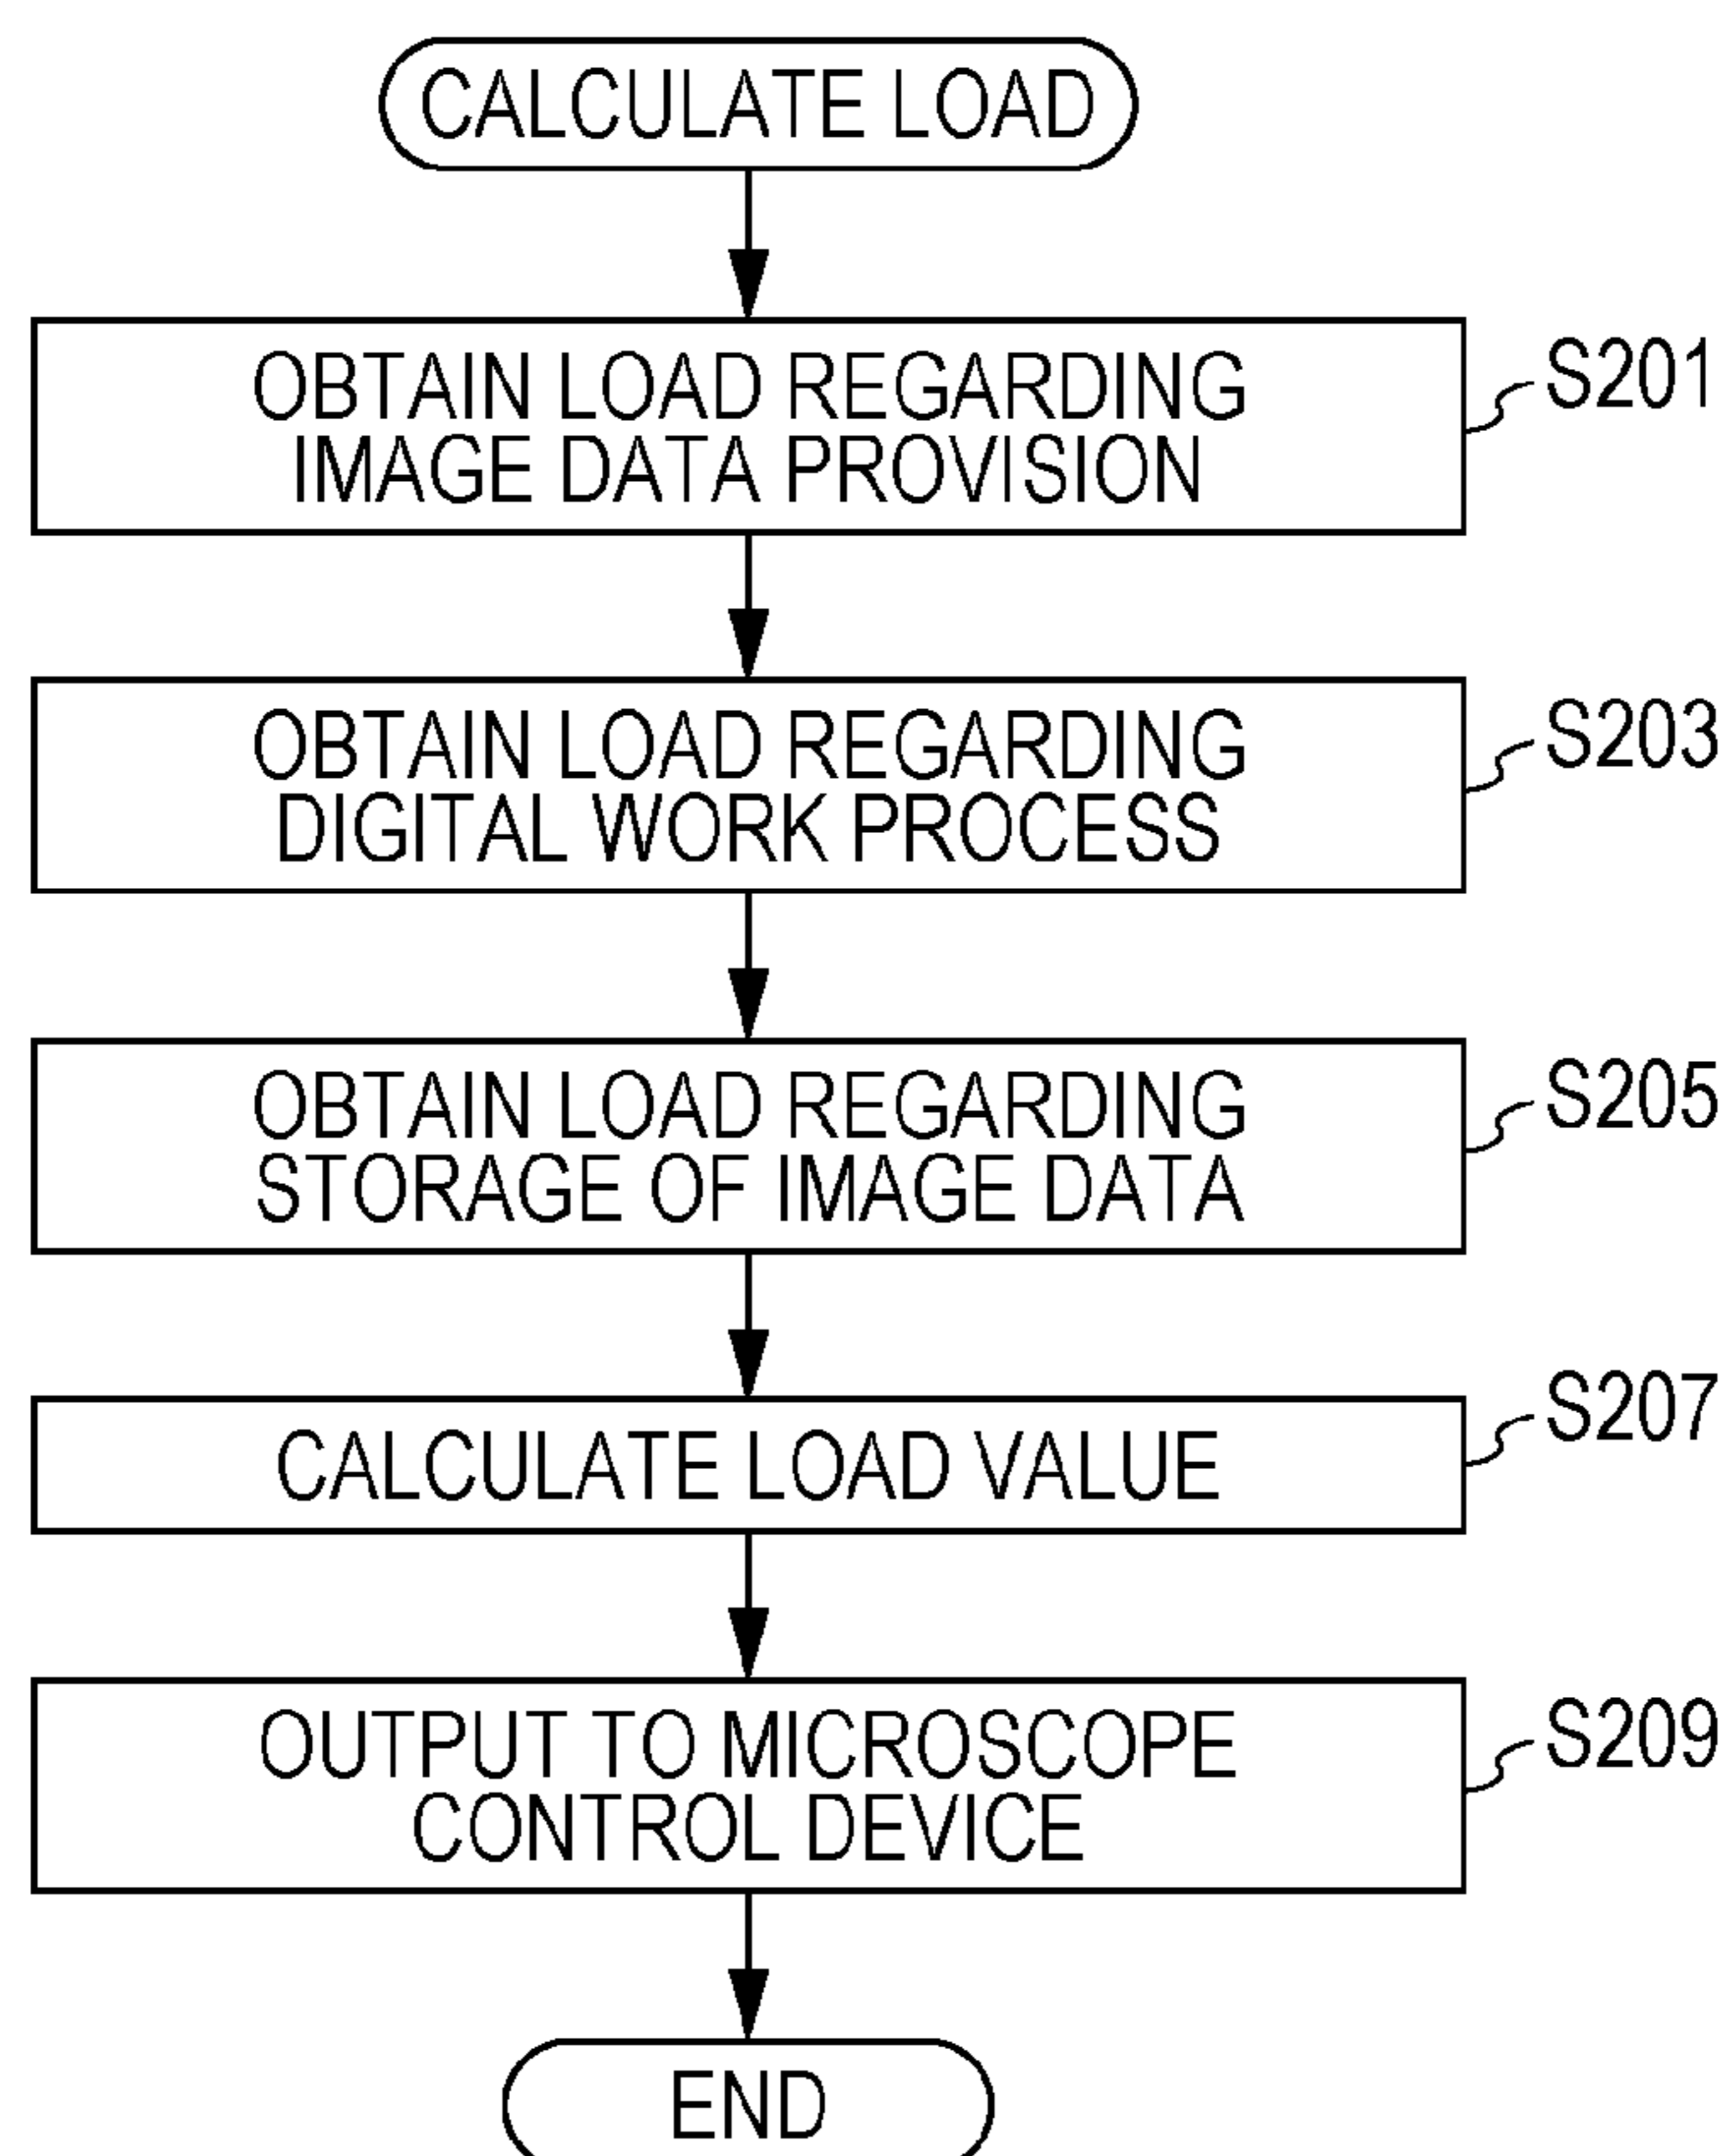 CALCULATE LOAD
OBTAIN LOAD REGARDING
IMAGE DATA PROVISION
S201
OBTAIN LOAD REGARDING
DIGITAL WORK PROCESS
S203
OBTAIN LOAD REGARDING
STORAGE OF IMAGE DATA
S205
CALCULATE LOAD VALUE
S207
OUTPUT TO MICROSCOPE
CONTROL DEVICE
S209
END